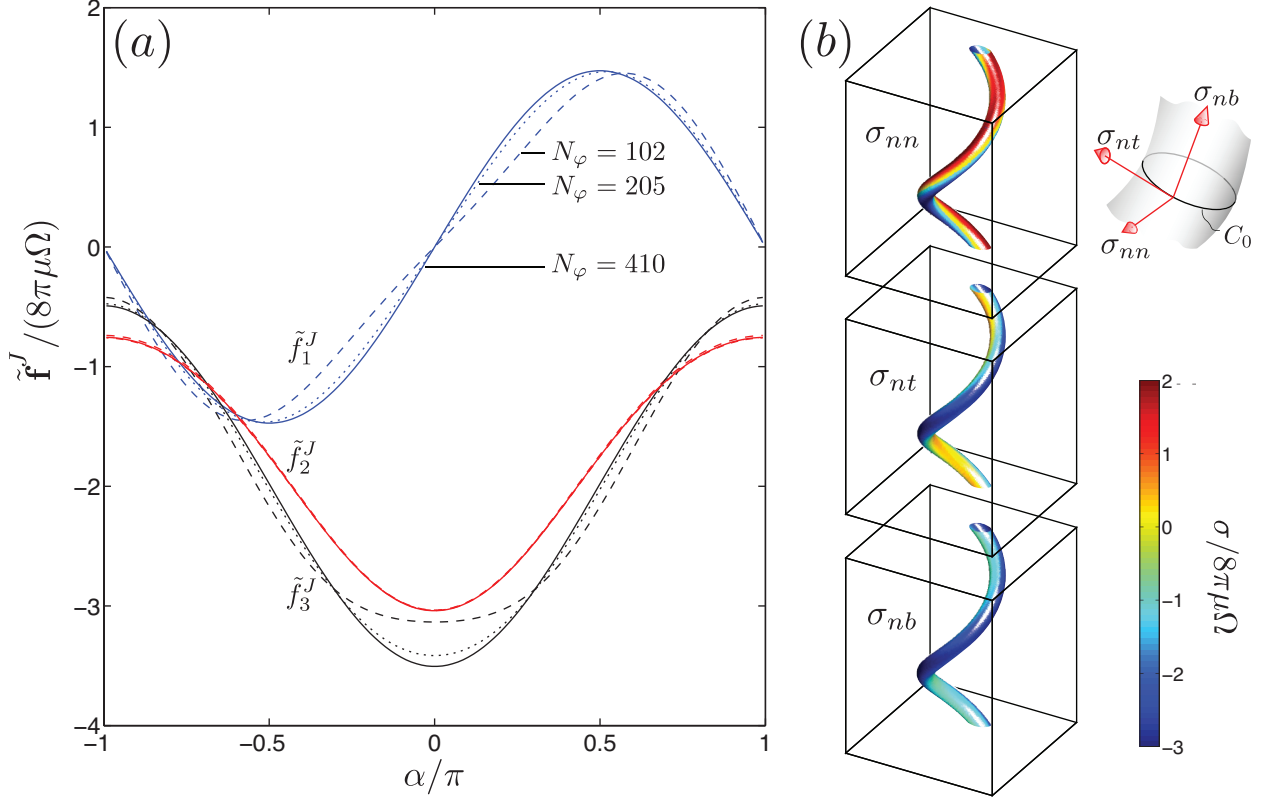 (a)
f̃^J/(8πμΩ)
2
1
0
−1
−2
−3
−4
N_φ = 102
N_φ = 205
N_φ = 410
f̃_1^J
f̃_2^J
f̃_3^J
−1
−0.5
0
0.5
1
α/π
(b)
σ_nn
σ_nt
σ_nb
σ_nb
σ_nt
σ_nn
C_0
2
1
0
−1
−2
−3
σ/8πμΩ